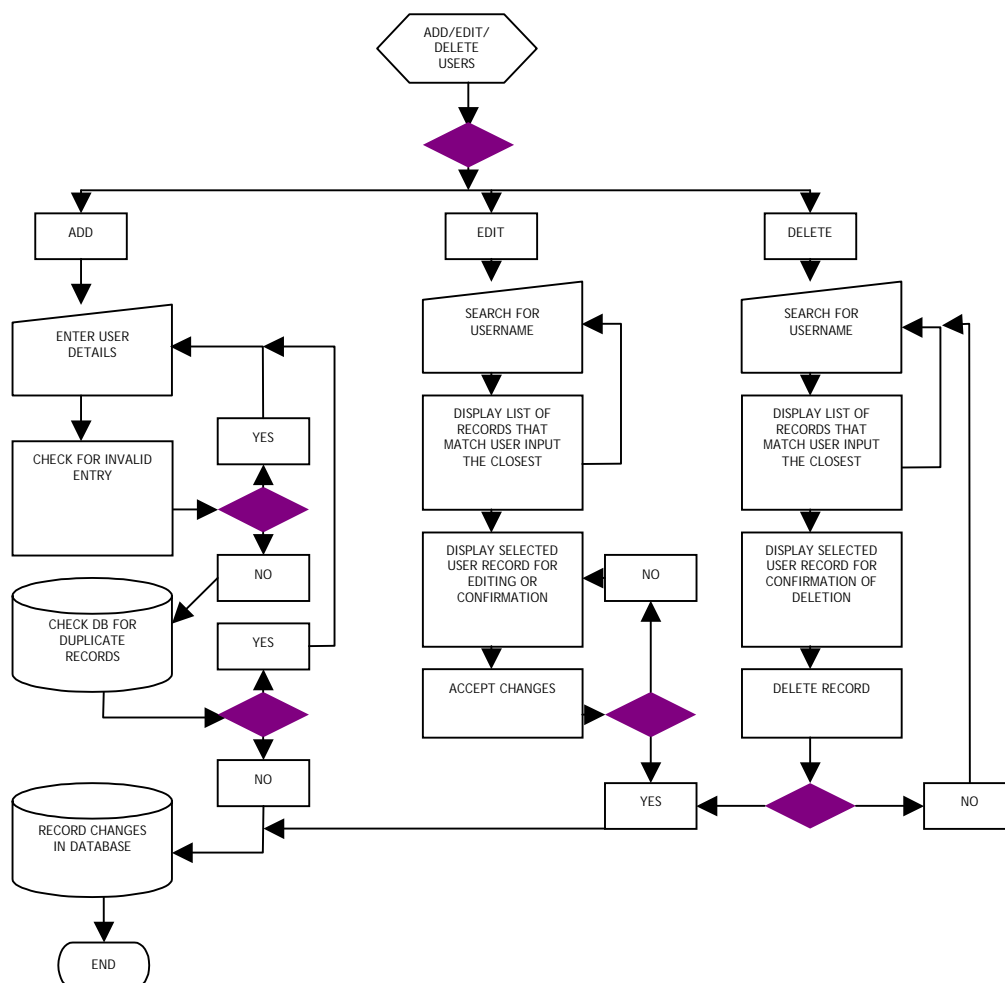 ADD/EDIT/
DELETE
USERS
ADD
EDIT
DELETE
ENTER USER
DETAILS
SEARCH FOR
USERNAME
SEARCH FOR
USERNAME
CHECK FOR INVALID
ENTRY
YES
DISPLAY LIST OF
RECORDS THAT
MATCH USER INPUT
THE CLOSEST
DISPLAY LIST OF
RECORDS THAT
MATCH USER INPUT
THE CLOSEST
NO
DISPLAY SELECTED
USER RECORD FOR
EDITING OR
CONFIRMATION
NO
DISPLAY SELECTED
USER RECORD FOR
CONFIRMATION OF
DELETION
CHECK DB FOR
DUPLICATE
RECORDS
YES
ACCEPT CHANGES
DELETE RECORD
NO
YES
NO
RECORD CHANGES
IN DATABASE
END